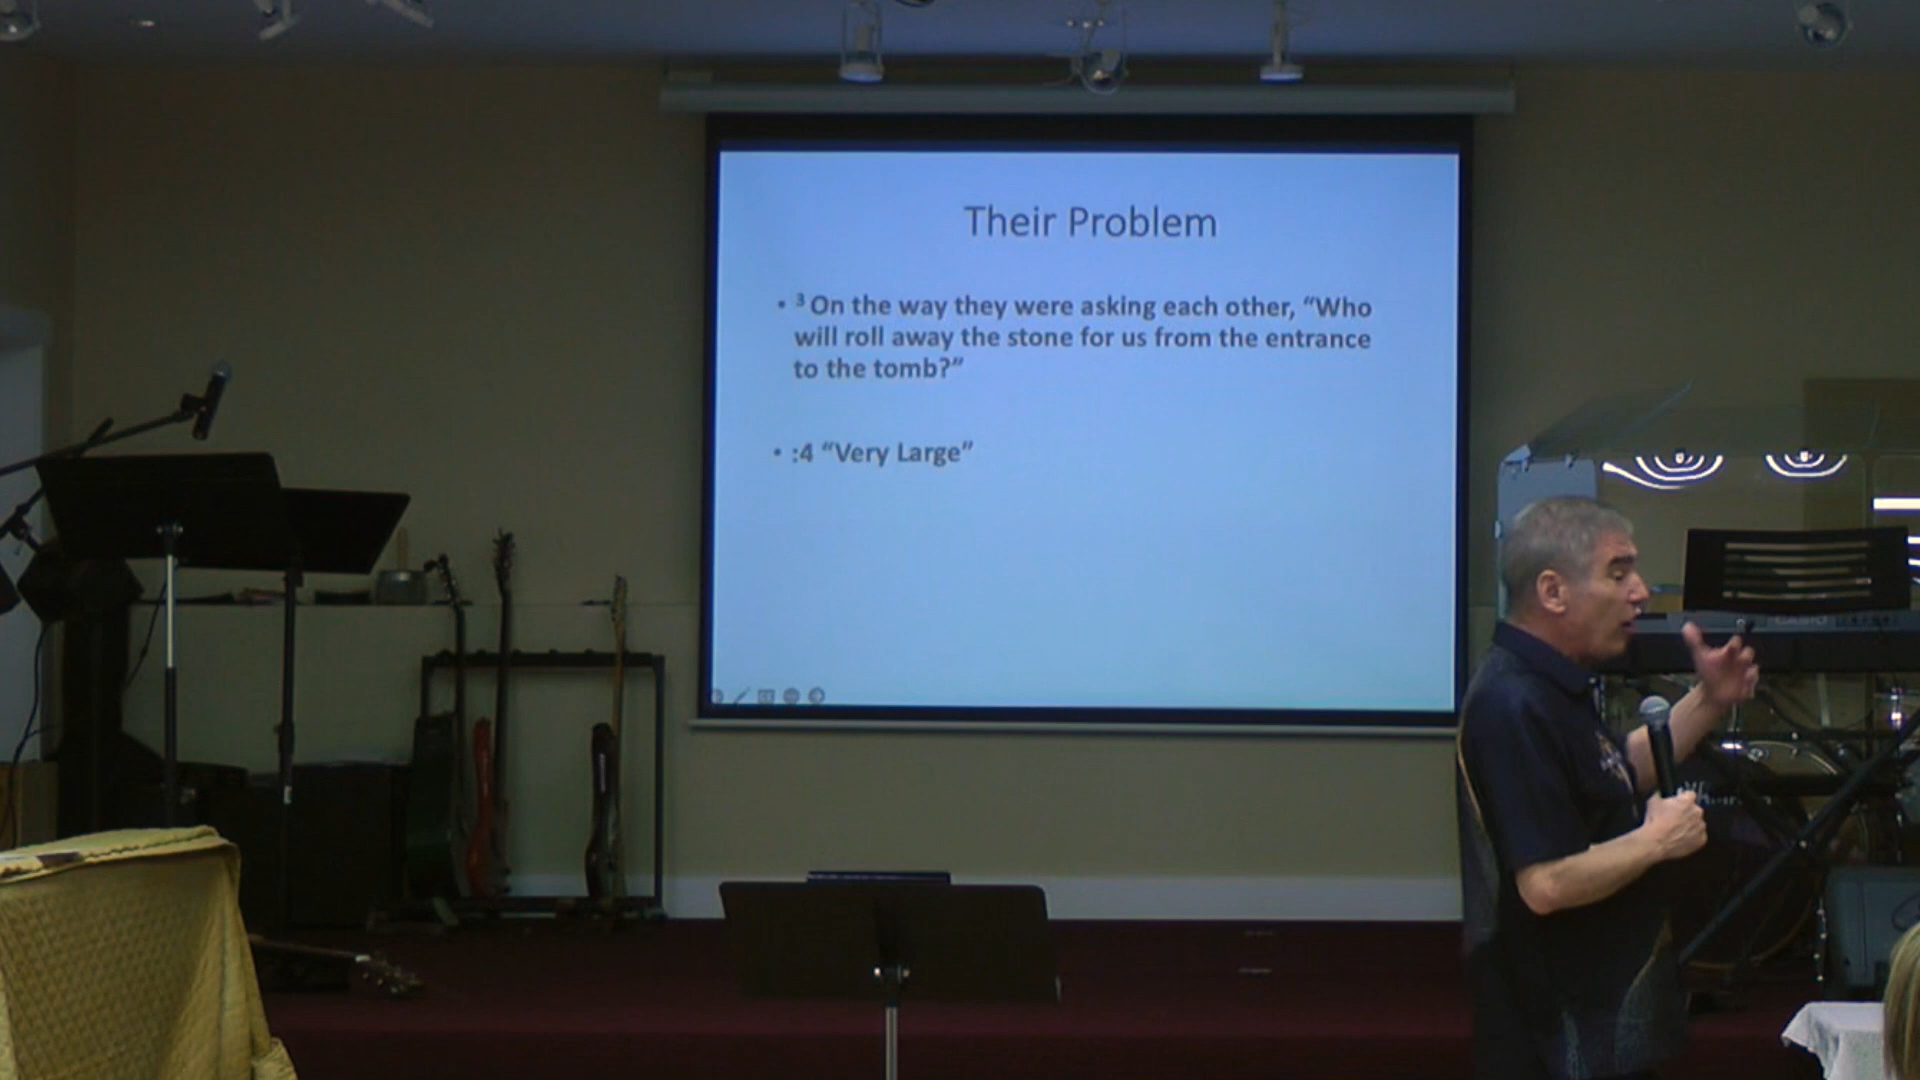 Their Problem
• ³ On the way they were asking each other, “Who
will roll away the stone for us from the entrance
to the tomb?”
• :4 “Very Large”
CASIO